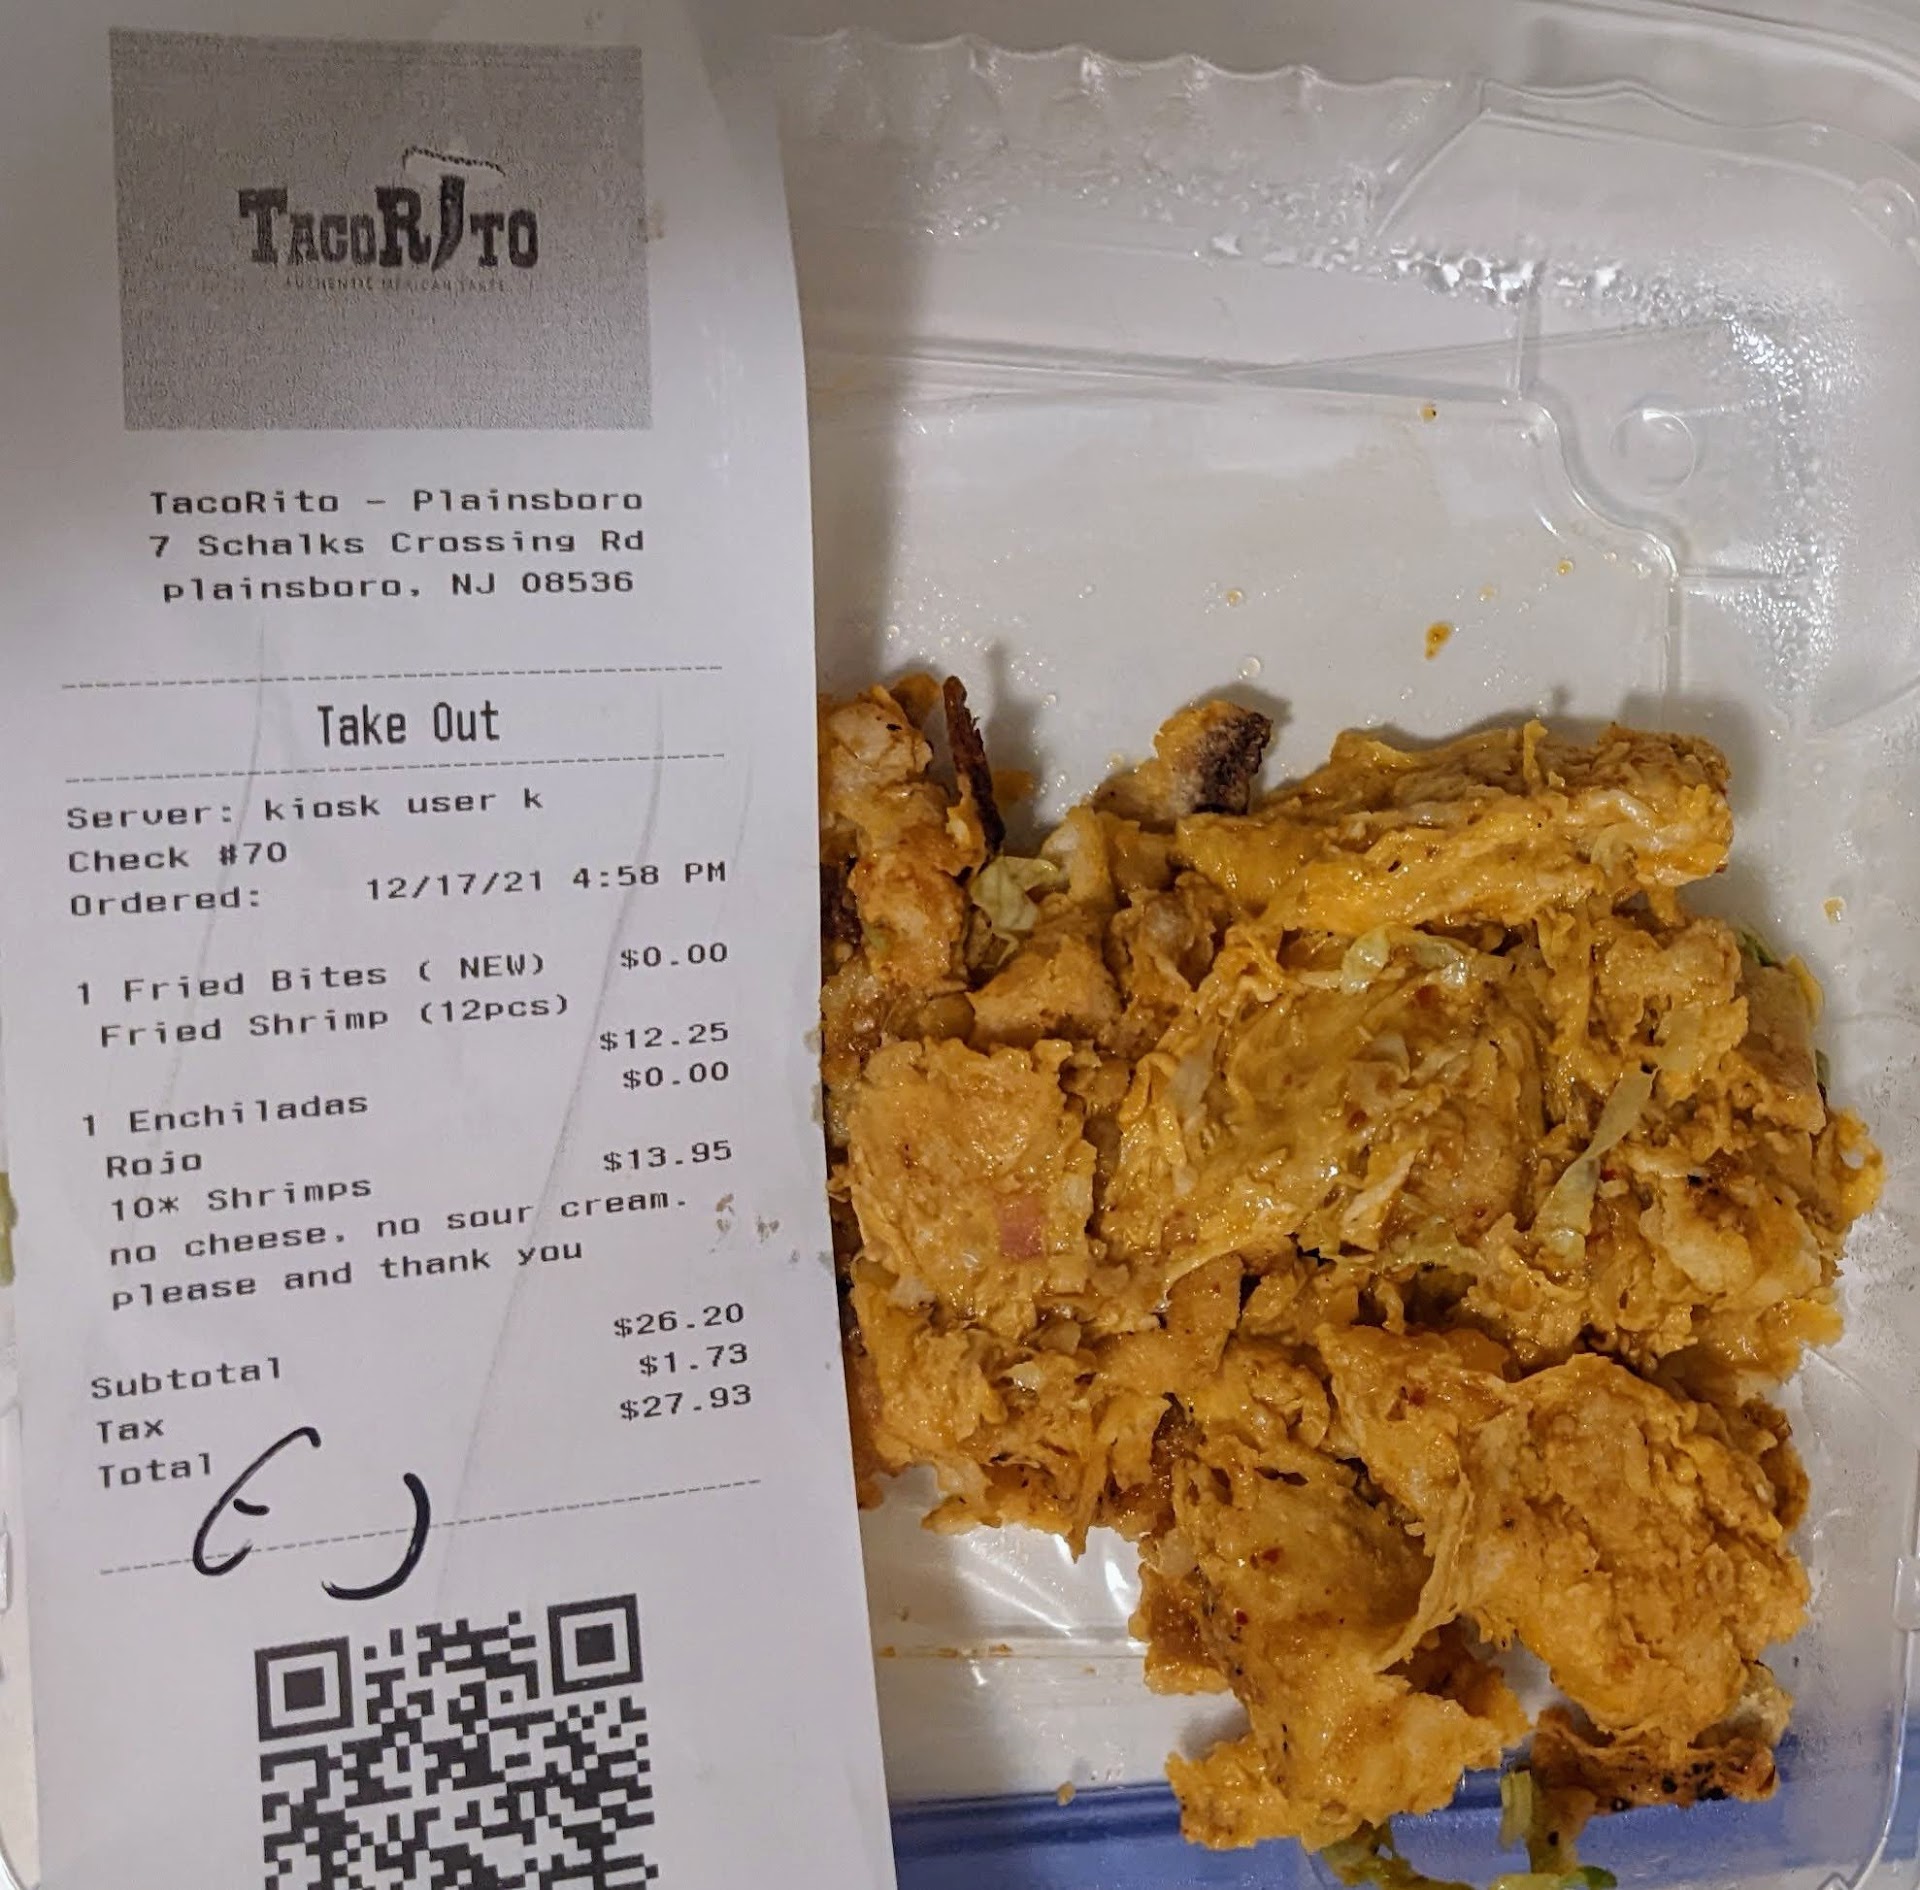 TACORITO
AUTHENTIC MEXICAN TASTE
TacoRito - Plainsboro
7 Schalks Crossing Rd
plainsboro, NJ 08536
Take Out
Server: kiosk user k
Check #70
Ordered: 12/17/21 4:58 PM
1 Fried Bites ( NEW) $0.00
Fried Shrimp (12pcs)
$12.25
1 Enchiladas $0.00
Rojo
10* Shrimps $13.95
no cheese, no sour cream.
please and thank you
Subtotal $26.20
Tax $1.73
Total $27.93